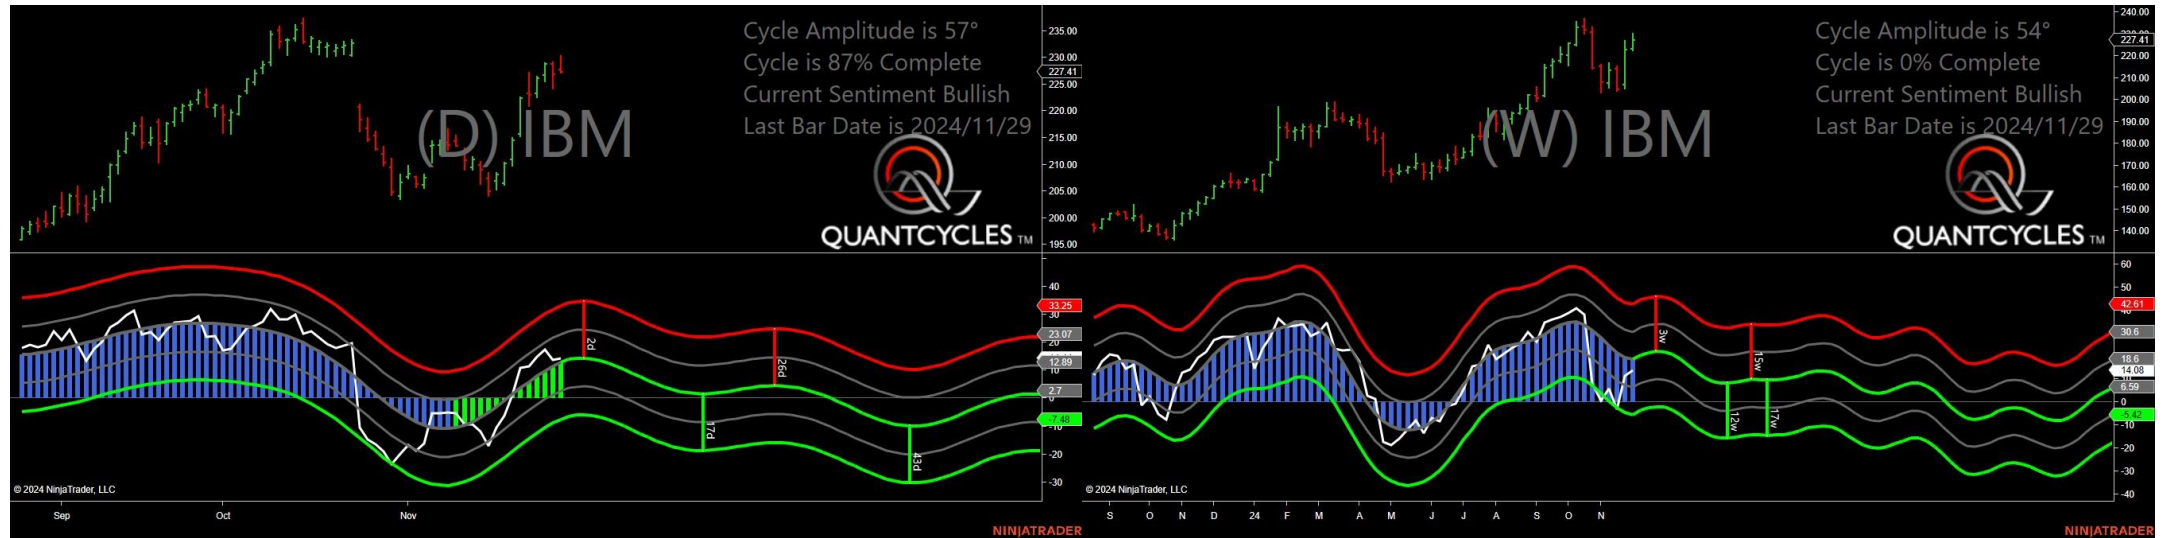 Cycle Amplitude is 57°
Cycle is 87% Complete
Current Sentiment Bullish
Last Bar Date is 2024/11/29
(D) IBM
QUANTCYCLES TM
235.00
230.00
227.41
225.00
220.00
215.00
210.00
205.00
200.00
195.00
40
33.25
30
23.07
20
12.89
10
2.7
0
-7.48
-10
-20
-30
2d
26d
17d
43d
© 2024 NinjaTrader, LLC
Sep Oct Nov
NINJATRADER
Cycle Amplitude is 54°
Cycle is 0% Complete
Current Sentiment Bullish
Last Bar Date is 2024/11/29
(W) IBM
QUANTCYCLES TM
240.00
227.41
220.00
210.00
200.00
190.00
180.00
170.00
160.00
150.00
140.00
60
50
42.61
30.6
18.6
14.08
6.59
0
-5.42
-10
-20
-30
-40
3w
15w
12w
17w
© 2024 NinjaTrader, LLC
S O N D 24 F M A M J J A S O N
NINJATRADER